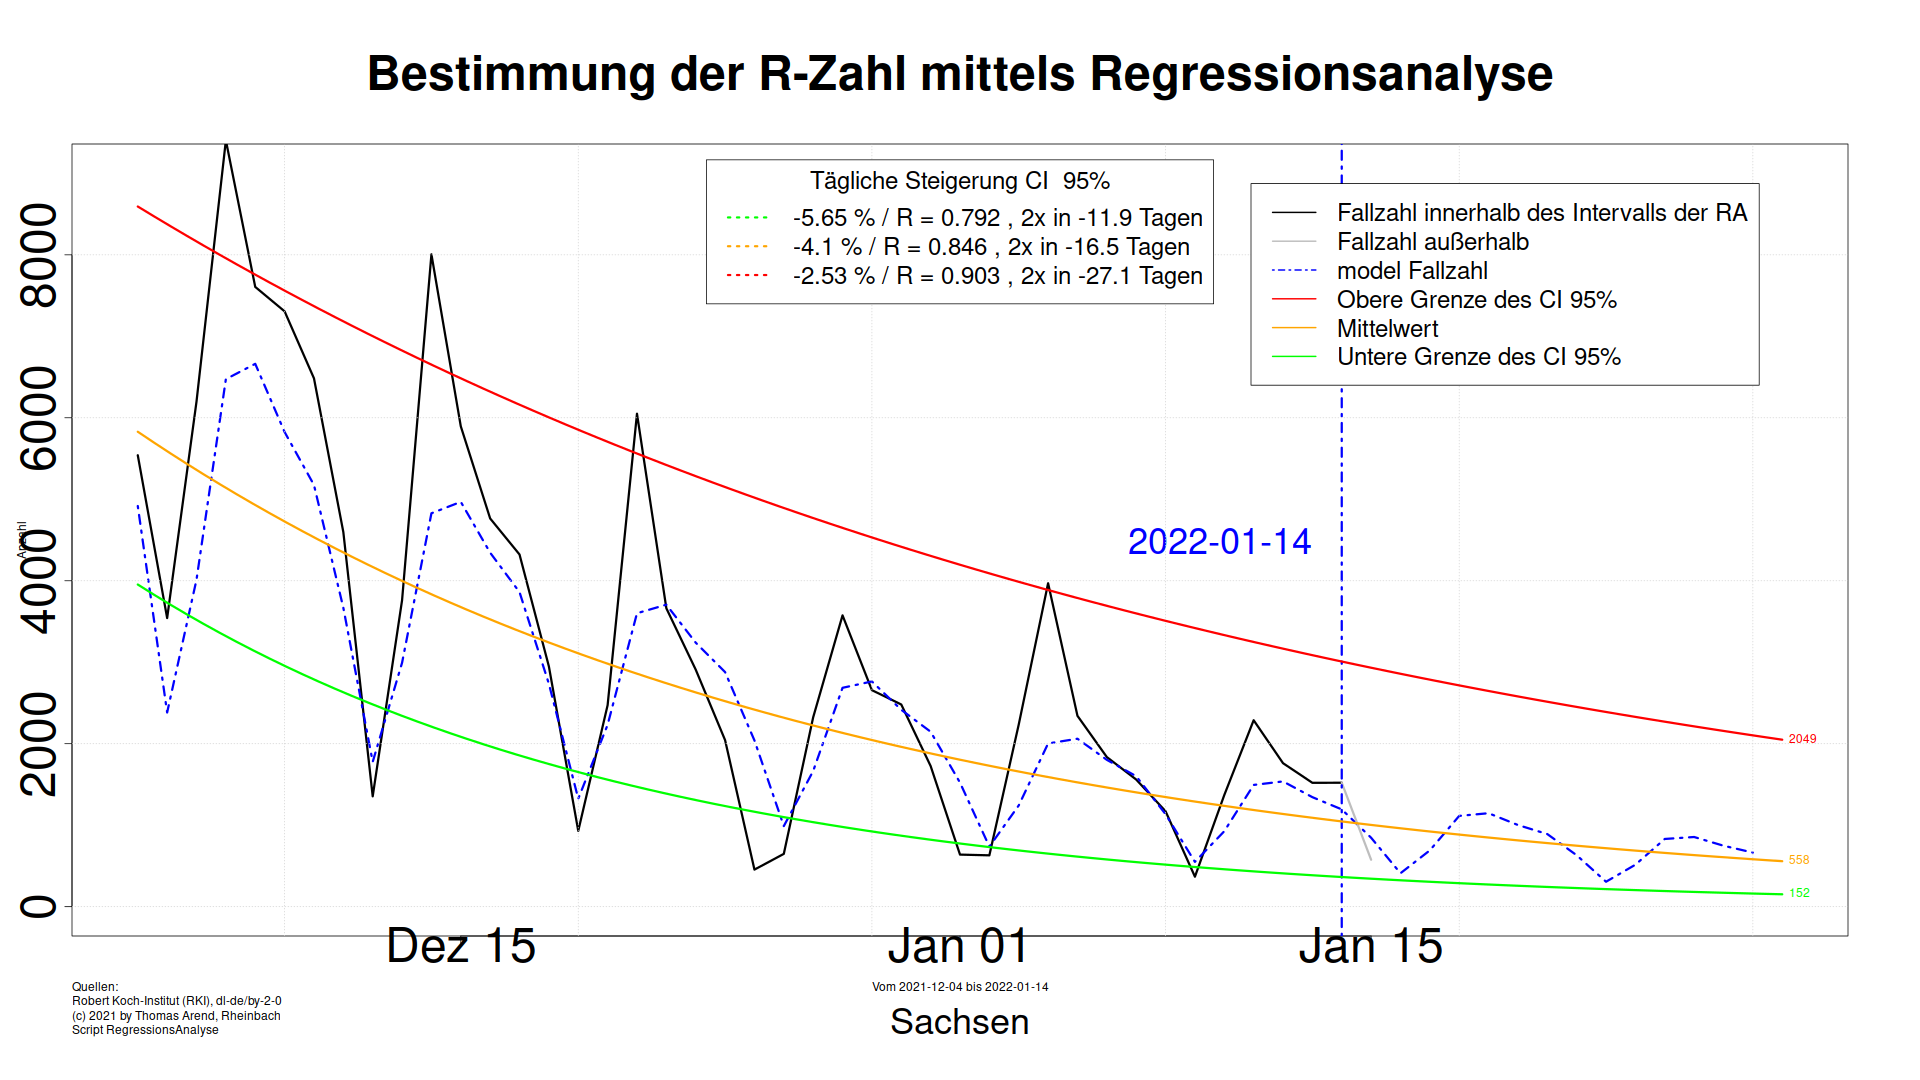 Bestimmung der R-Zahl mittels Regressionsanalyse
Tägliche Steigerung CI  95%
-5.65 % / R = 0.792 , 2x in -11.9 Tagen
-4.1 % / R = 0.846 , 2x in -16.5 Tagen
-2.53 % / R = 0.903 , 2x in -27.1 Tagen
Fallzahl innerhalb des Intervalls der RA
Fallzahl außerhalb
model Fallzahl
Obere Grenze des CI 95%
Mittelwert
Untere Grenze des CI 95%
8000
6000
4000
2000
0
Anzahl
2022-01-14
2049
558
152
Dez 15
Jan 01
Jan 15
Quellen:
Robert Koch-Institut (RKI), dl-de/by-2-0
(c) 2021 by Thomas Arend, Rheinbach
Script RegressionsAnalyse
Vom 2021-12-04 bis 2022-01-14
Sachsen